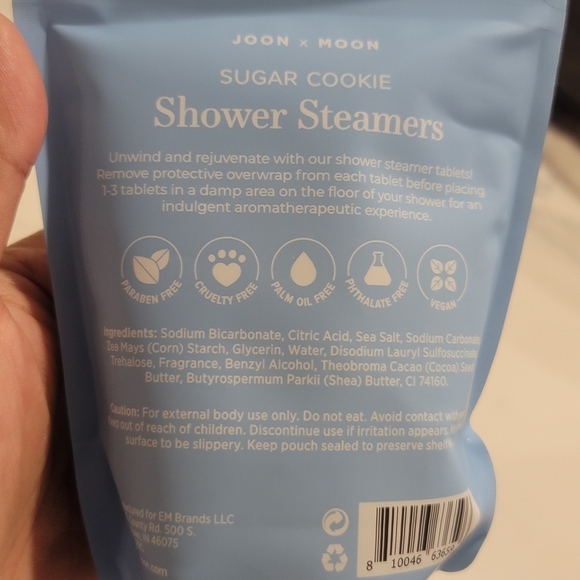 JOON x MOON
SUGAR COOKIE
Shower Steamers
Unwind and rejuvenate with our shower steamer tablets!
Remove protective overwrap from each tablet before placing
1-3 tablets in a damp area on the floor of your shower for an
indulgent aromatherapeutic experience.
PARABEN FREE
CRUELTY FREE
PALM OIL FREE
PHTHALATE FREE
VEGAN
Ingredients: Sodium Bicarbonate, Citric Acid, Sea Salt, Sodium Carbonate
Zea Mays (Corn) Starch, Glycerin, Water, Disodium Lauryl Sulfosuccinate
Trehalose, Fragrance, Benzyl Alcohol, Theobroma Cacao (Cocoa) Seed
Butter, Butyrospermum Parkii (Shea) Butter, CI 74160.
Caution: For external body use only. Do not eat. Avoid contact with
out of reach of children. Discontinue use if irritation appears.
surface to be slippery. Keep pouch sealed to preserve
for EM Brands LLC
Rd. 500 S.
IN 46075
8 10046